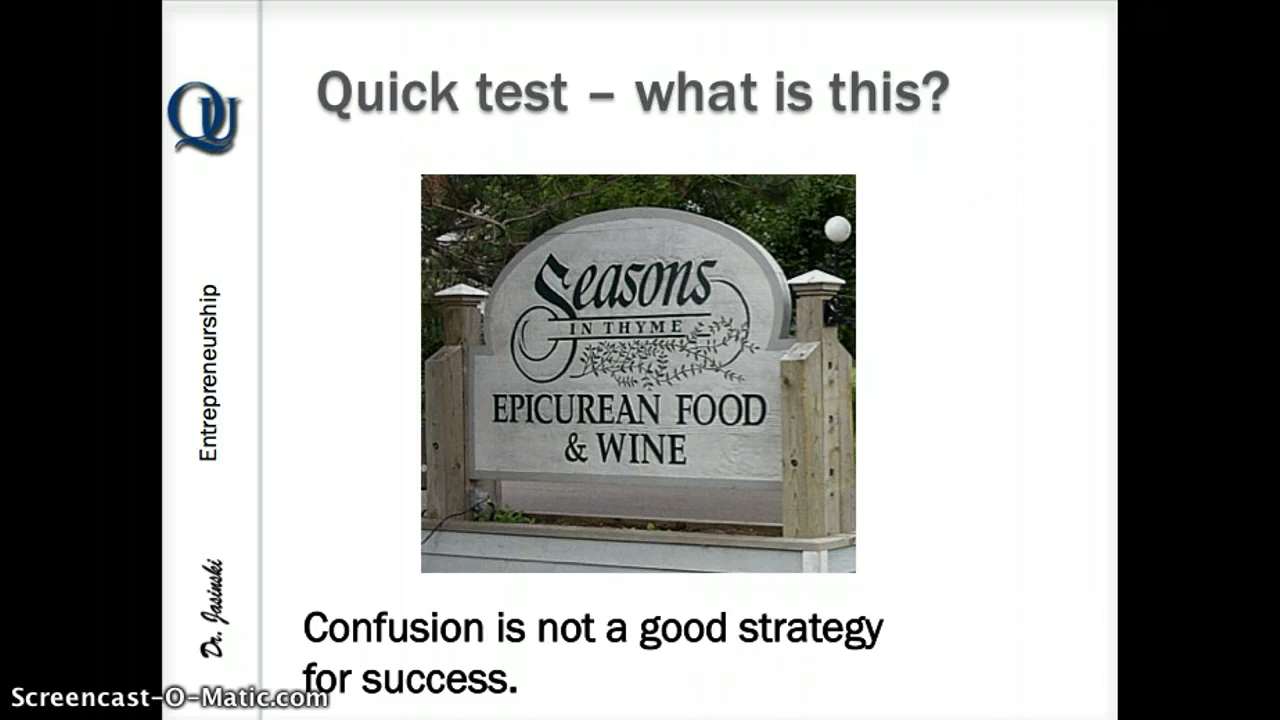 Quick test – what is this?
QU
Seasons
IN THYME
EPICUREAN FOOD
& WINE
Entrepreneurship
Dr. Jasinski
Confusion is not a good strategy
for success.
Screencast-O-Matic.com